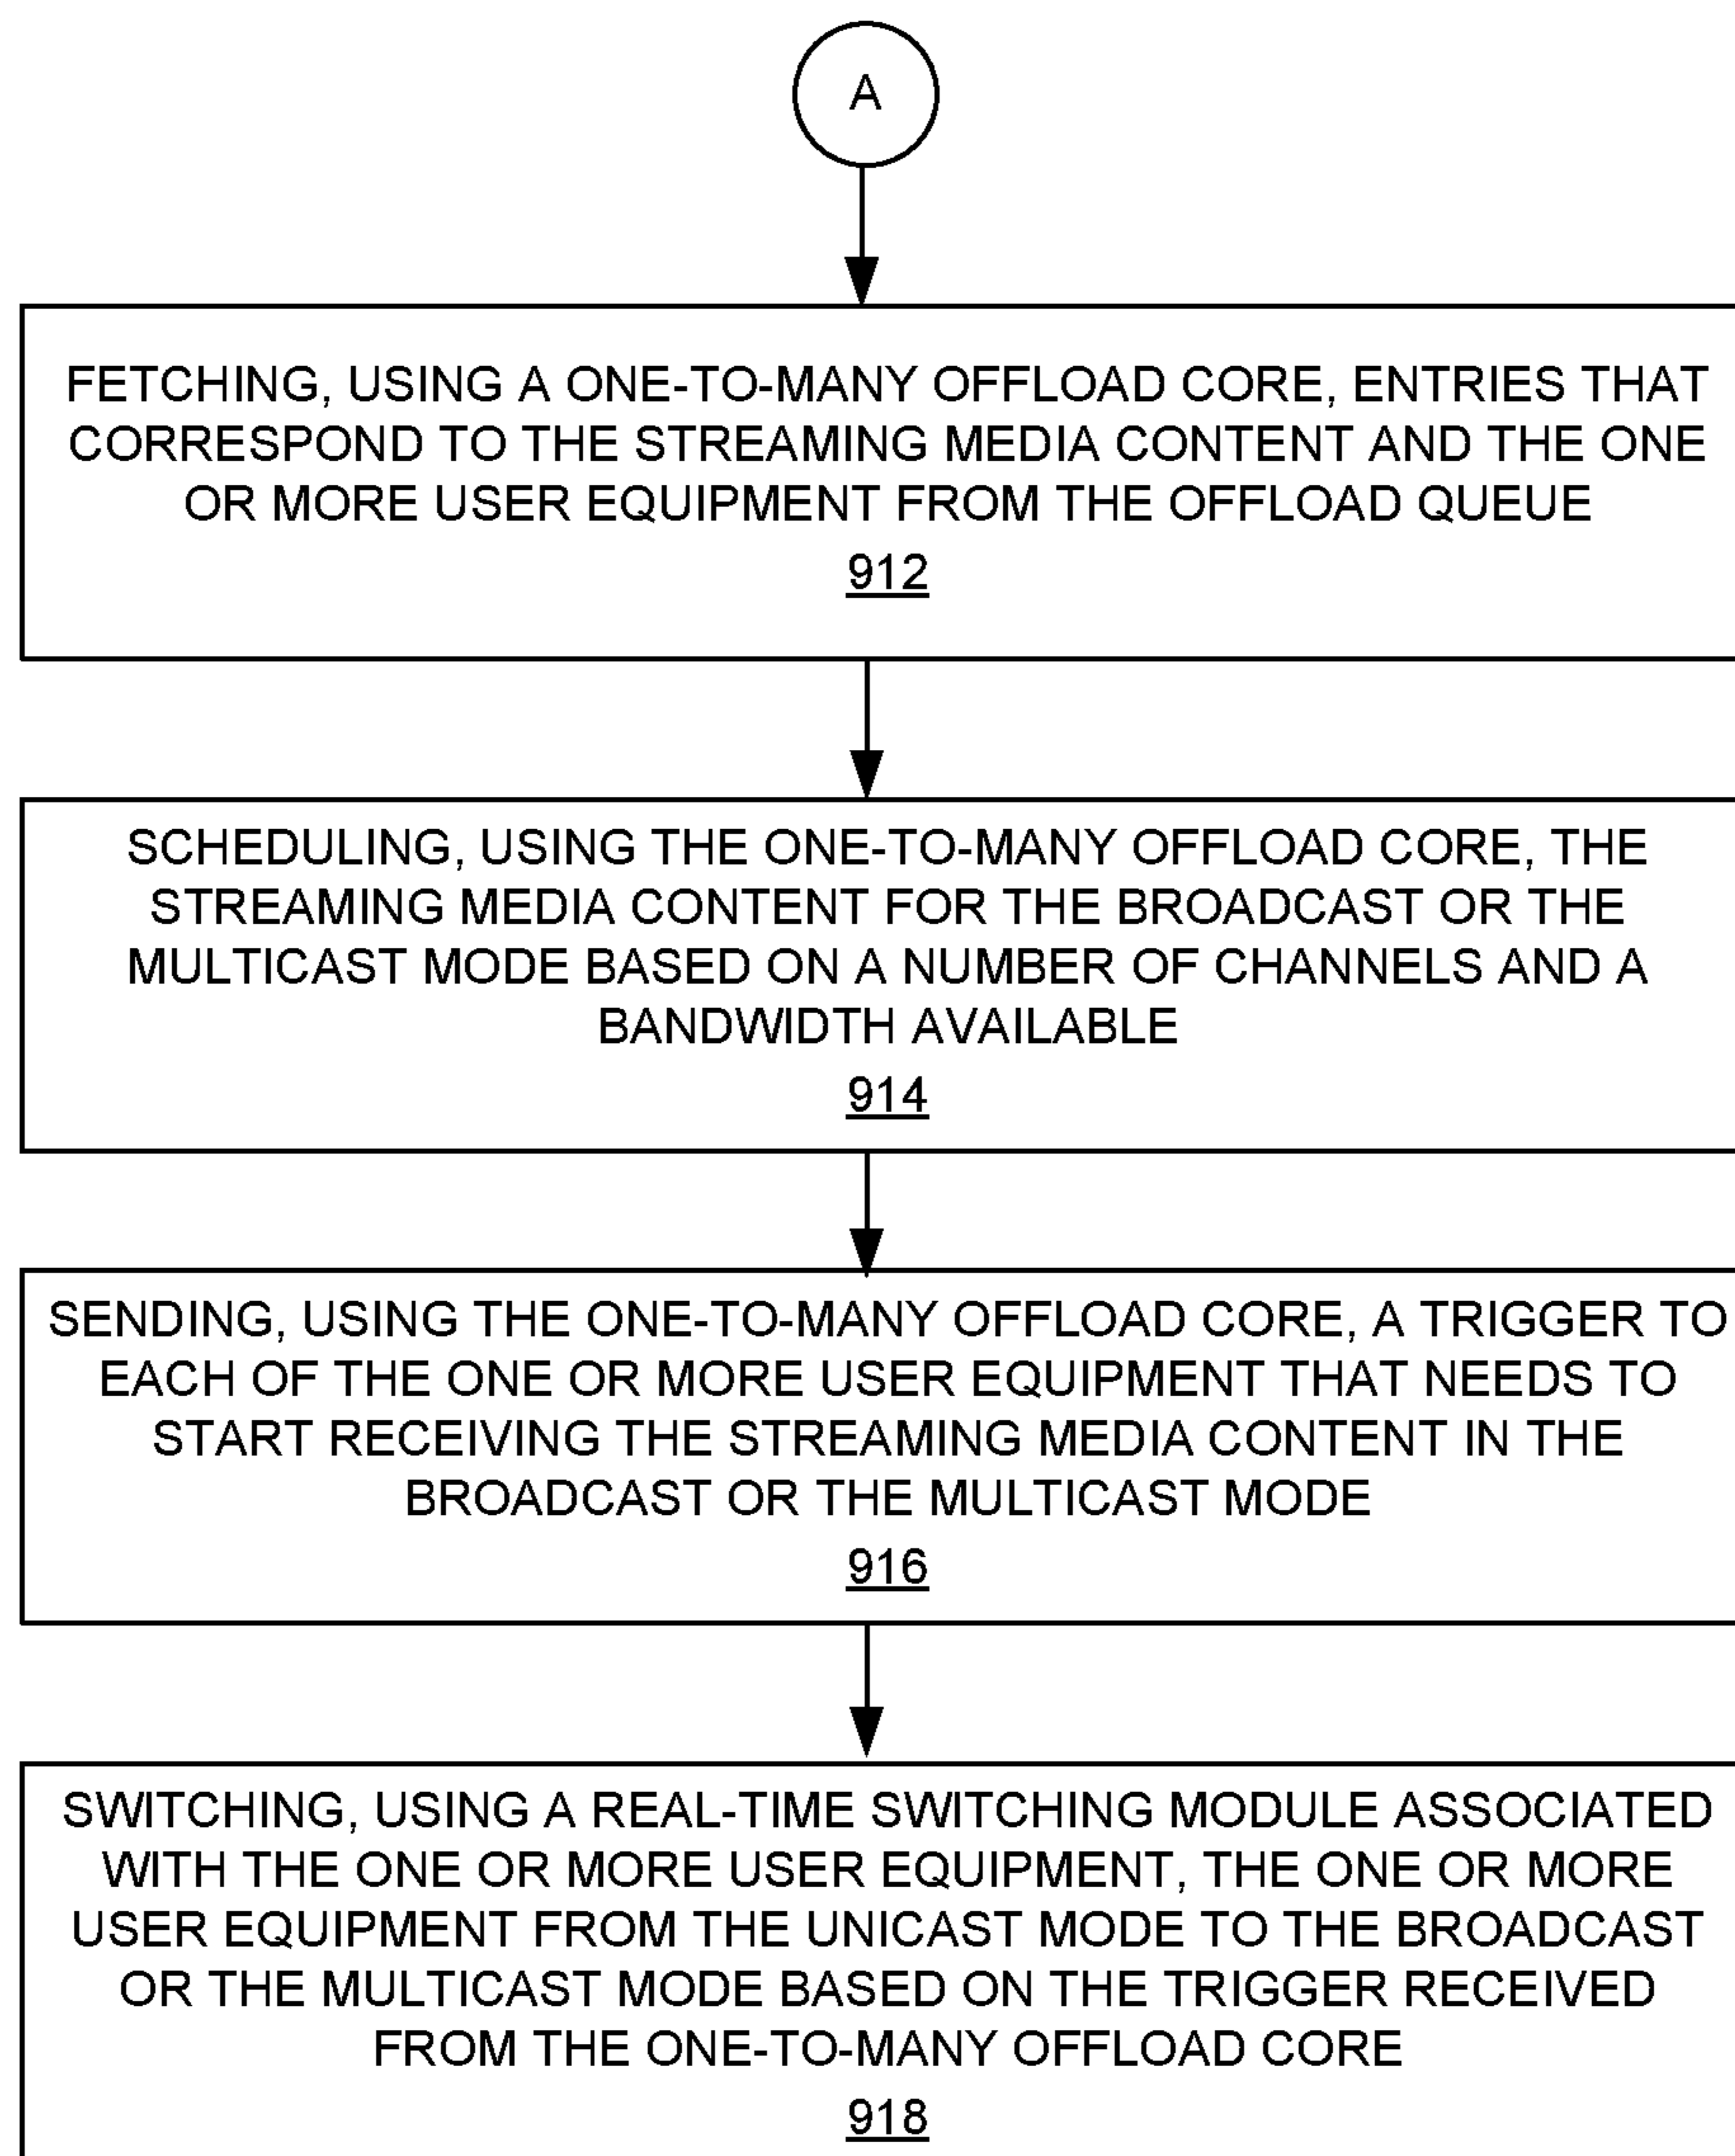 A
FETCHING, USING A ONE-TO-MANY OFFLOAD CORE, ENTRIES THAT
CORRESPOND TO THE STREAMING MEDIA CONTENT AND THE ONE
OR MORE USER EQUIPMENT FROM THE OFFLOAD QUEUE
912
SCHEDULING, USING THE ONE-TO-MANY OFFLOAD CORE, THE
STREAMING MEDIA CONTENT FOR THE BROADCAST OR THE
MULTICAST MODE BASED ON A NUMBER OF CHANNELS AND A
BANDWIDTH AVAILABLE
914
SENDING, USING THE ONE-TO-MANY OFFLOAD CORE, A TRIGGER TO
EACH OF THE ONE OR MORE USER EQUIPMENT THAT NEEDS TO
START RECEIVING THE STREAMING MEDIA CONTENT IN THE
BROADCAST OR THE MULTICAST MODE
916
SWITCHING, USING A REAL-TIME SWITCHING MODULE ASSOCIATED
WITH THE ONE OR MORE USER EQUIPMENT, THE ONE OR MORE
USER EQUIPMENT FROM THE UNICAST MODE TO THE BROADCAST
OR THE MULTICAST MODE BASED ON THE TRIGGER RECEIVED
FROM THE ONE-TO-MANY OFFLOAD CORE
918